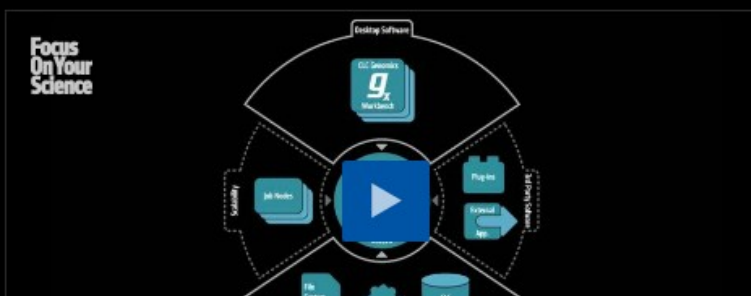 Focus
On Your
Science
Desktop Software
CLC Genomics
gx
Workbench
Scalability
Job Nodes
Plug-ins
External
App.
3rd Party Software
File